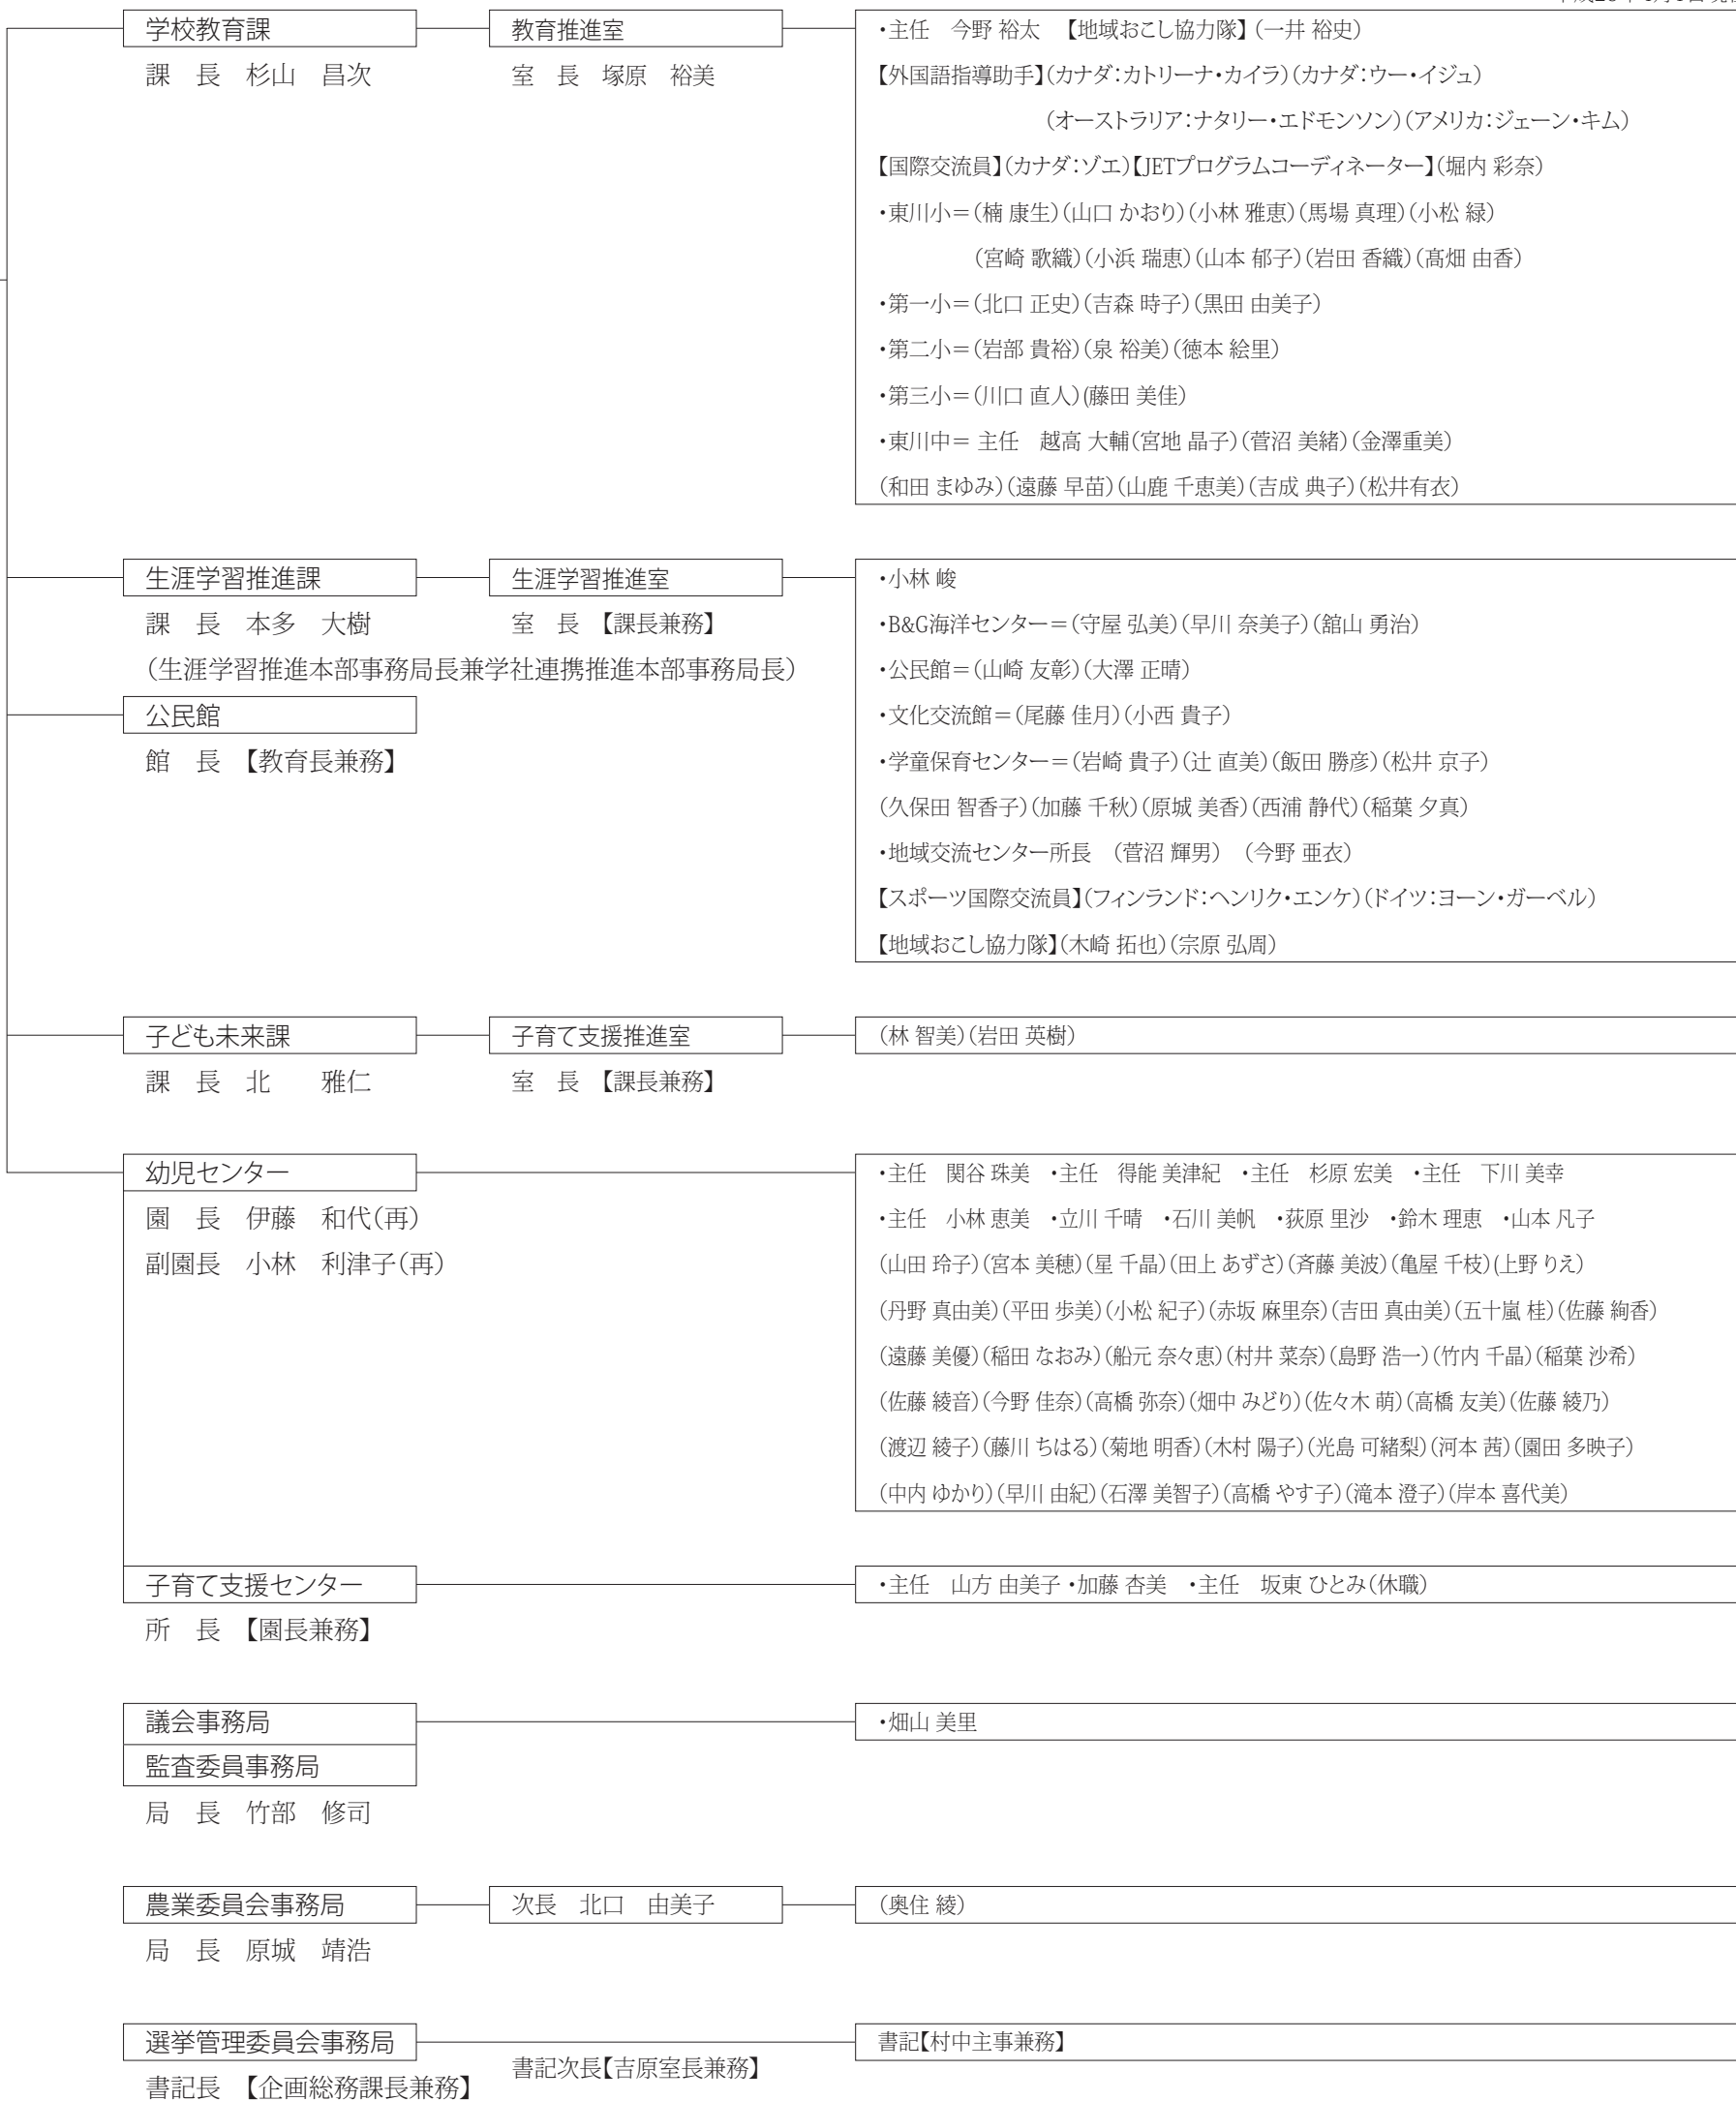 学校教育課　教育推進室　・主任　今野 裕太　【地域おこし協力隊】（一井 裕史）
課　長　杉山　昌次　室　長　塚原　裕美　【外国語指導助手】（カナダ：カトリーナ・カイラ）（カナダ：ウー・イジュ）
（オーストラリア：ナタリー・エドモンソン）（アメリカ：ジェーン・キム）
【国際交流員】（カナダ：ゾエ）【JETプログラムコーディネーター】（堀内 彩奈）
・東川小＝（楠 康生）（山口 かおり）（小林 雅恵）（馬場 真理）（小松 緑）
（宮崎 歌織）（小浜 瑞恵）（山本 郁子）（岩田 香織）（髙畑 由香）
・第一小＝（北口 正史）（吉森 時子）（黒田 由美子）
・第二小＝（岩部 貴裕）（泉 裕美）（徳本 絵里）
・第三小＝（川口 直人）（藤田 美佳）
・東川中＝ 主任　越高 大輔（宮地 晶子）（菅沼 美緒）（金澤重美）
（和田 まゆみ）（遠藤 早苗）（山鹿 千恵美）（吉成 典子）（松井有衣）
生涯学習推進課　生涯学習推進室　・小林 峻
課　長　本多　大樹　室　長　【課長兼務】　・B&G海洋センター＝（守屋 弘美）（早川 奈美子）（舘山 勇治）
（生涯学習推進本部事務局長兼学社連携推進本部事務局長）　・公民館＝（山崎 友彰）（大澤 正晴）
公民館　・文化交流館＝（尾藤 佳月）（小西 貴子）
館　長　【教育長兼務】　・学童保育センター＝（岩崎 貴子）（辻 直美）（飯田 勝彦）（松井 京子）
（久保田 智香子）（加藤 千秋）（原城 美香）（西浦 静代）（稲葉 夕真）
・地域交流センター所長　（菅沼 輝男）　（今野 亜衣）
【スポーツ国際交流員】（フィンランド：ヘンリク・エンケ）（ドイツ：ヨーン・ガーベル）
【地域おこし協力隊】（木崎 拓也）（宗原 弘周）
子ども未来課　子育て支援推進室　（林 智美）（岩田 英樹）
課　長　北　　雅仁　室　長　【課長兼務】
幼児センター　・主任　関谷 珠美　・主任　得能 美津紀　・主任　杉原 宏美　・主任　下川 美幸
園　長　伊藤　和代（再）　・主任　小林 恵美　・立川 千晴　・石川 美帆　・荻原 里沙　・鈴木 理恵　・山本 凡子
副園長　小林　利津子（再）　（山田 玲子）（宮本 美穂）（星 千晶）（田上 あずさ）（斉藤 美波）（亀屋 千枝）（上野 りえ）
（丹野 真由美）（平田 歩美）（小松 紀子）（赤坂 麻里奈）（吉田 真由美）（五十嵐 桂）（佐藤 絢香）
（遠藤 美優）（稲田 なおみ）（船元 奈々恵）（村井 菜奈）（島野 浩一）（竹内 千晶）（稲葉 沙希）
（佐藤 綾音）（今野 佳奈）（高橋 弥奈）（畑中 みどり）（佐々木 萌）（高橋 友美）（佐藤 綾乃）
（渡辺 綾子）（藤川 ちはる）（菊地 明香）（木村 陽子）（光島 可緒梨）（河本 茜）（園田 多映子）
（中内 ゆかり）（早川 由紀）（石澤 美智子）（高橋 やす子）（滝本 澄子）（岸本 喜代美）
子育て支援センター　・主任　山方 由美子 ・加藤 杏美　・主任　坂東 ひとみ（休職）
所　長　【園長兼務】
議会事務局　・畑山 美里
監査委員事務局
局　長　竹部　修司
農業委員会事務局　次長　北口　由美子　（奥住 綾）
局　長　原城　靖浩
選挙管理委員会事務局　書記【村中主事兼務】
書記次長【吉原室長兼務】
書記長　【企画総務課長兼務】